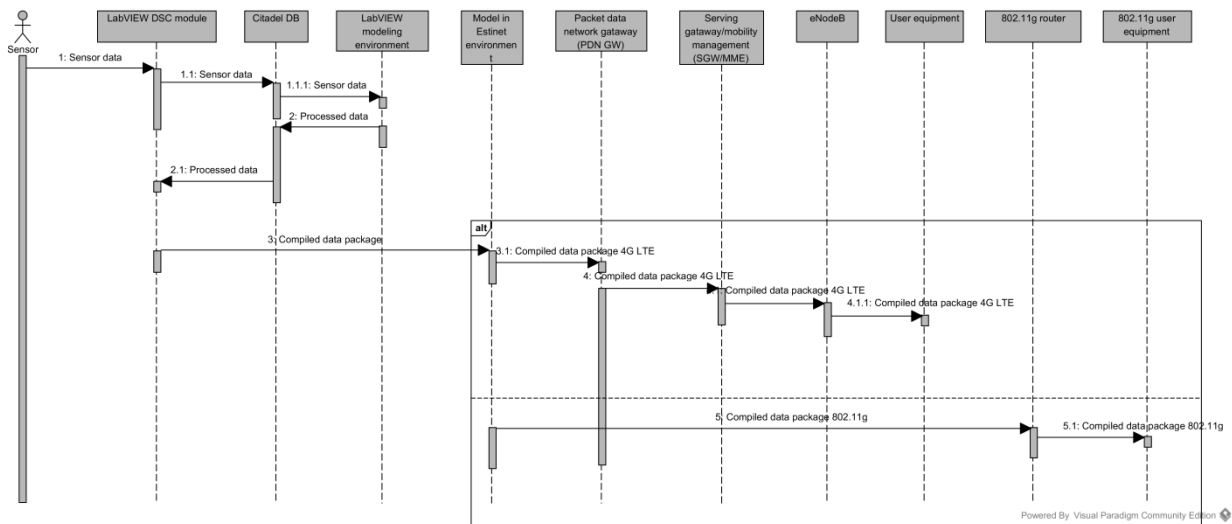 Sensor
LabVIEW DSC module
Citadel DB
LabVIEW
modeling
environment
Model in
Estinet
environmen
t
Packet data
network gataway
(PDN GW)
Serving
gataway/mobility
management
(SGW/MME)
eNodeB
User equipment
802.11g router
802.11g user
equipment
1: Sensor data
1.1: Sensor data
1.1.1: Sensor data
2: Processed data
2.1: Processed data
alt
3: Compiled data package
3.1: Compiled data package 4G LTE
4: Compiled data package 4G LTE
: Compiled data package 4G LTE
4.1.1: Compiled data package 4G LTE
5: Compiled data package 802.11g
5.1: Compiled data package 802.11g
Powered By Visual Paradigm Community Edition